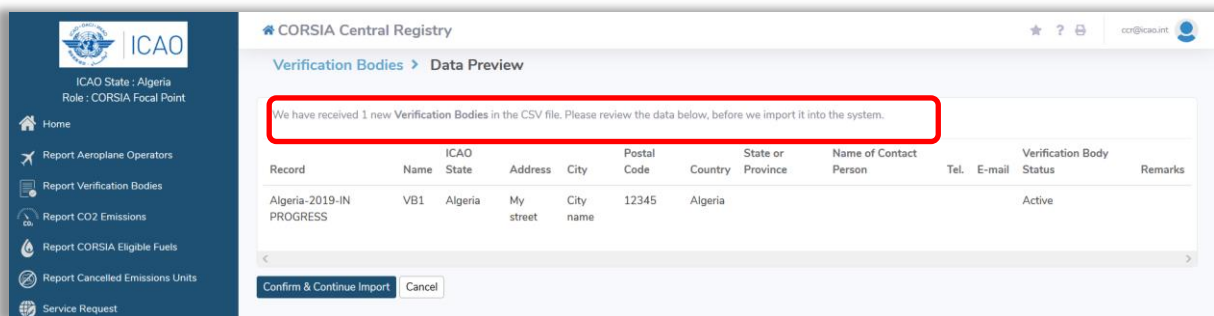 ICAO
ICAO State : Algeria
Role : CORSIA Focal Point
Home
Report Aeroplane Operators
Report Verification Bodies
Report CO2 Emissions
Report CORSIA Eligible Fuels
Report Cancelled Emissions Units
Service Request
CORSIA Central Registry
? ccr@icao.int
Verification Bodies > Data Preview
We have received 1 new Verification Bodies in the CSV file. Please review the data below, before we import it into the system.
Record Name ICAO State Address City Postal Code Country State or Province Name of Contact Person Tel. E-mail Verification Body Status Remarks
Algeria-2019-IN PROGRESS VB1 Algeria My street City name 12345 Algeria Active
Confirm & Continue Import Cancel